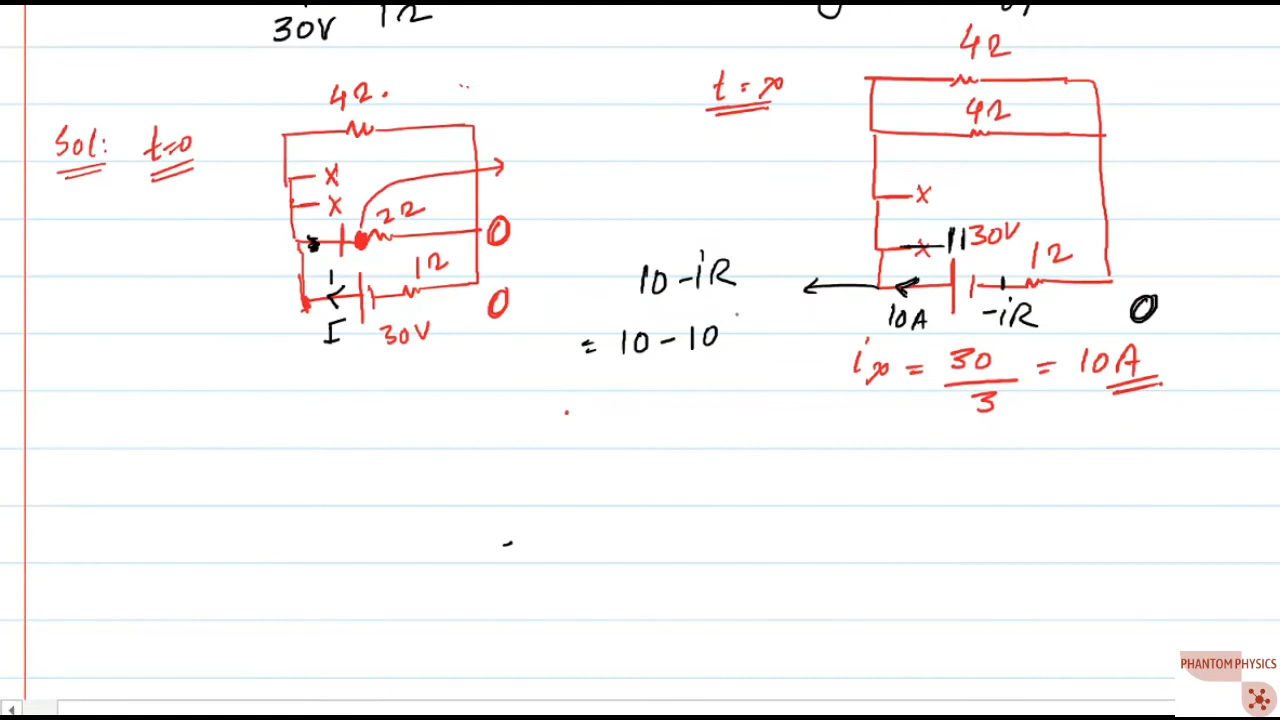 30V 1Ω
Sol: t=0
4Ω
x
x
2Ω
0
1Ω
I
30V
0
t=∞
4Ω
4Ω
x
x
30V
1Ω
10A
-iR
0
10-iR
= 10-10
i∞ = 30/3 = 10A
PHANTOM PHYSICS